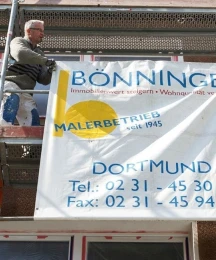 BÖNNINGE
Immobilienwert steigern • Wohnqualität ve
MALERBETRIEB
seit 1945
DORTMUND
Tel.: 02 31 - 45 30
Fax: 02 31 - 45 94